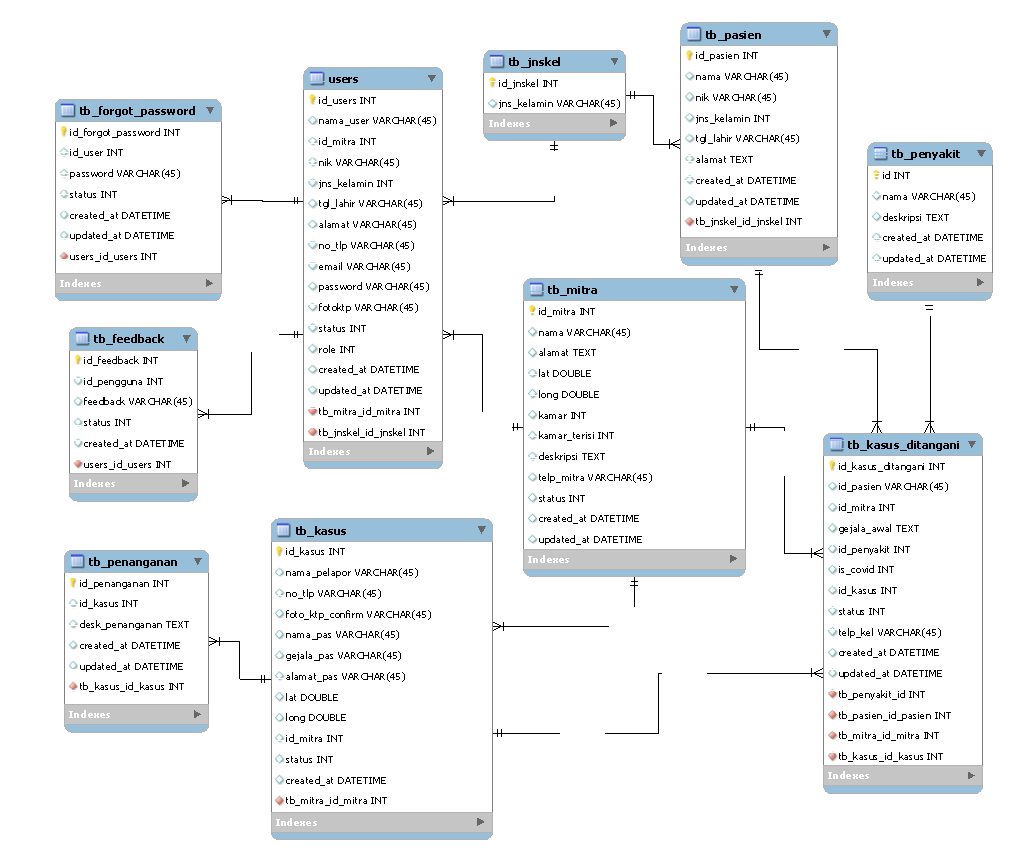 tb_forgot_password
id_forgot_password INT
id_user INT
password VARCHAR(45)
status INT
created_at DATETIME
updated_at DATETIME
users_id_users INT
Indexes
users
id_users INT
nama_user VARCHAR(45)
id_mitra INT
nik VARCHAR(45)
jns_kelamin INT
tgl_lahir VARCHAR(45)
alamat VARCHAR(45)
no_tlp VARCHAR(45)
email VARCHAR(45)
password VARCHAR(45)
fotoktp VARCHAR(45)
status INT
role INT
created_at DATETIME
updated_at DATETIME
tb_mitra_id_mitra INT
tb_jnskel_id_jnskel INT
Indexes
tb_jnskel
id_jnskel INT
jns_kelamin VARCHAR(45)
Indexes
tb_pasien
id_pasien INT
nama VARCHAR(45)
nik VARCHAR(45)
jns_kelamin INT
tgl_lahir VARCHAR(45)
alamat TEXT
created_at DATETIME
updated_at DATETIME
tb_jnskel_id_jnskel INT
Indexes
tb_penyakit
id INT
nama VARCHAR(45)
deskripsi TEXT
created_at DATETIME
updated_at DATETIME
Indexes
tb_feedback
id_feedback INT
id_pengguna INT
feedback VARCHAR(45)
status INT
created_at DATETIME
users_id_users INT
Indexes
tb_mitra
id_mitra INT
nama VARCHAR(45)
alamat TEXT
lat DOUBLE
long DOUBLE
kamar INT
kamar_terisi INT
deskripsi TEXT
telp_mitra VARCHAR(45)
status INT
created_at DATETIME
updated_at DATETIME
Indexes
tb_kasus_ditangani
id_kasus_ditangani INT
id_pasien VARCHAR(45)
id_mitra INT
gejala_awal TEXT
id_penyakit INT
is_covid INT
id_kasus INT
status INT
telp_kel VARCHAR(45)
created_at DATETIME
updated_at DATETIME
tb_penyakit_id INT
tb_pasien_id_pasien INT
tb_mitra_id_mitra INT
tb_kasus_id_kasus INT
Indexes
tb_penanganan
id_penanganan INT
id_kasus INT
desk_penanganan TEXT
created_at DATETIME
updated_at DATETIME
tb_kasus_id_kasus INT
Indexes
tb_kasus
id_kasus INT
nama_pelapor VARCHAR(45)
no_tlp VARCHAR(45)
foto_ktp_confirm VARCHAR(45)
nama_pas VARCHAR(45)
gejala_pas VARCHAR(45)
alamat_pas VARCHAR(45)
lat DOUBLE
long DOUBLE
id_mitra INT
status INT
created_at DATETIME
tb_mitra_id_mitra INT
Indexes